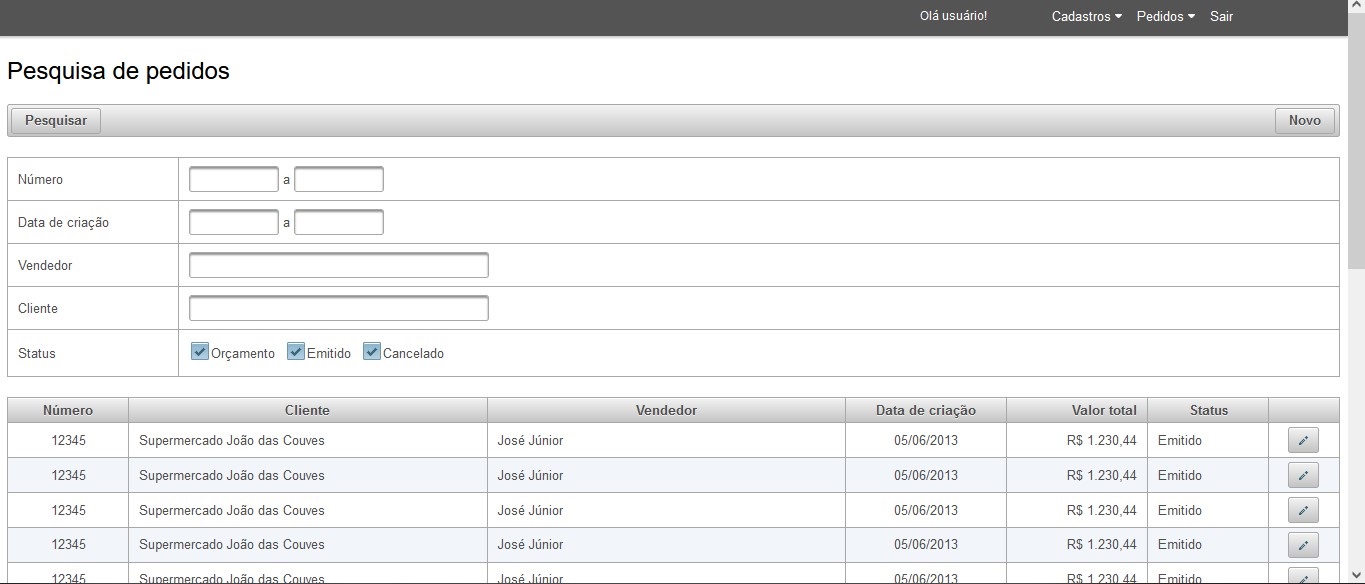 Olá usuário! Cadastros Pedidos Sair
Pesquisa de pedidos
Pesquisar Novo
Número a
Data de criação a
Vendedor
Cliente
Status Orçamento Emitido Cancelado
Número Cliente Vendedor Data de criação Valor total Status
12345 Supermercado João das Couves José Júnior 05/06/2013 R$ 1.230,44 Emitido
12345 Supermercado João das Couves José Júnior 05/06/2013 R$ 1.230,44 Emitido
12345 Supermercado João das Couves José Júnior 05/06/2013 R$ 1.230,44 Emitido
12345 Supermercado João das Couves José Júnior 05/06/2013 R$ 1.230,44 Emitido
12345 Supermercado João das Couves José Júnior 05/06/2013 R$ 1.230,44 Emitido